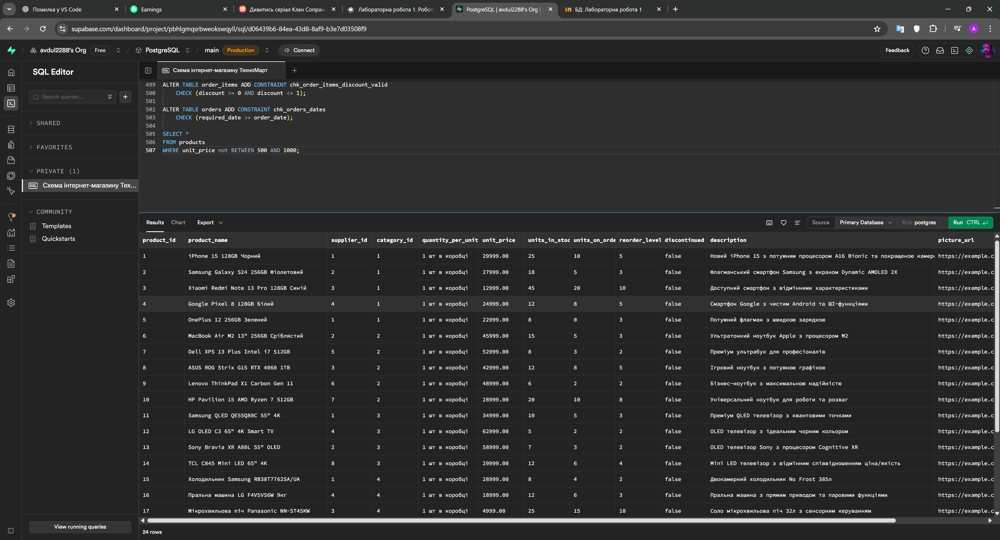 Помилка у VS Code
Earnings
Дивитись серіал Клан Сопран
Лабораторна робота 1. Робот
PostgreSQL | avdul2288's Org |
БД: Лабораторна робота 1
supabase.com/dashboard/project/pbhlgmqsrbweokswqyll/sql/d06439b6-84ea-43d8-8af9-b3e7d03508f9
A
avdul2288's Org Free / PostgreSQL / main Production Connect Feedback
SQL Editor
Search queries...
SHARED
FAVORITES
PRIVATE (1)
SQL Схема інтернет-магазину Тех...
COMMUNITY
Templates
Quickstarts
View running queries
SQL Схема інтернет-магазину ТехноМарт
499 ALTER TABLE order_items ADD CONSTRAINT chk_order_items_discount_valid
500 CHECK (discount >= 0 AND discount <= 1);
501
502 ALTER TABLE orders ADD CONSTRAINT chk_orders_dates
503 CHECK (required_date >= order_date);
504
505 SELECT *
506 FROM products
507 WHERE unit_price not BETWEEN 500 AND 1000;
Results Chart Export Source Primary Database Role postgres Run CTRL
product_id product_name supplier_id category_id quantity_per_unit unit_price units_in_stoc units_on_orde reorder_level discontinued description picture_url
1 iPhone 15 128GB Чорний 1 1 1 шт в коробці 29999.00 25 10 5 false Новий iPhone 15 з потужним процесором A16 Bionic та покращеною камер https://example.c
2 Samsung Galaxy S24 256GB Фіолетовий 2 1 1 шт в коробці 27999.00 18 5 3 false Флагманський смартфон Samsung з екраном Dynamic AMOLED 2X https://example.c
3 Xiaomi Redmi Note 13 Pro 128GB Синій 3 1 1 шт в коробці 12999.00 45 20 10 false Доступний смартфон з відмінними характеристиками https://example.c
4 Google Pixel 8 128GB Білий 4 1 1 шт в коробці 24999.00 12 8 5 false Смартфон Google з чистим Android та ШІ-функціями https://example.c
5 OnePlus 12 256GB Зелений 1 1 1 шт в коробці 22999.00 8 0 3 false Потужний флагман з швидкою зарядкою https://example.c
6 MacBook Air M2 13" 256GB Сріблястий 2 2 1 шт в коробці 45999.00 15 5 3 false Ультратонкий ноутбук Apple з процесором M2 https://example.c
7 Dell XPS 13 Plus Intel i7 512GB 5 2 1 шт в коробці 52999.00 8 3 2 false Преміум ультрабук для професіоналів https://example.c
8 ASUS ROG Strix G15 RTX 4060 1TB 3 2 1 шт в коробці 42999.00 12 8 5 false Ігровий ноутбук з потужною графікою https://example.c
9 Lenovo ThinkPad X1 Carbon Gen 11 6 2 1 шт в коробці 48999.00 6 2 2 false Бізнес-ноутбук з максимальною надійністю https://example.c
10 HP Pavilion 15 AMD Ryzen 7 512GB 7 2 1 шт в коробці 28999.00 20 10 8 false Універсальний ноутбук для роботи та розваг https://example.c
11 Samsung QLED QE55Q80C 55" 4K 1 3 1 шт в коробці 34999.00 10 5 3 false Преміум QLED телевізор з квантовими точками https://example.c
12 LG OLED C3 65" 4K Smart TV 4 3 1 шт в коробці 62999.00 5 2 2 false OLED телевізор з ідеальним чорним кольором https://example.c
13 Sony Bravia XR A80L 55" OLED 2 3 1 шт в коробці 58999.00 7 3 2 false OLED телевізор Sony з процесором Cognitive XR https://example.c
14 TCL C845 Mini LED 65" 4K 8 3 1 шт в коробці 29999.00 12 6 4 false Mini LED телевізор з відмінним співвідношенням ціна/якість https://example.c
15 Холодильник Samsung RB38T7762SA/UA 1 4 1 шт в коробці 28999.00 8 4 2 false Двокамерний холодильник No Frost 385л https://example.c
16 Пральна машина LG F4V5VS6W 9кг 4 4 1 шт в коробці 18999.00 12 6 3 false Пральна машина з прямим приводом та паровими функціями https://example.c
17 Мікрохвильова піч Panasonic NN-ST45KW 3 4 1 шт в коробці 4999.00 25 15 10 false Соло мікрохвильова піч 32л з сенсорним керуванням https://example.c
24 rows